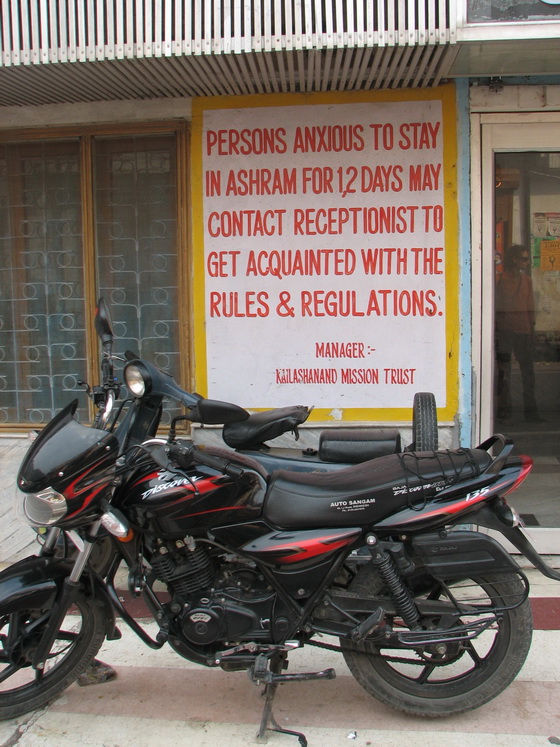 PERSONS ANXIOUS TO STAY
IN ASHRAM FOR 1,2 DAYS MAY
CONTACT RECEPTIONIST TO
GET ACQUAINTED WITH THE
RULES & REGULATIONS.
MANAGER :-
KAILASHANAND MISSION TRUST
DISCOVER
AUTO SANGAM
135